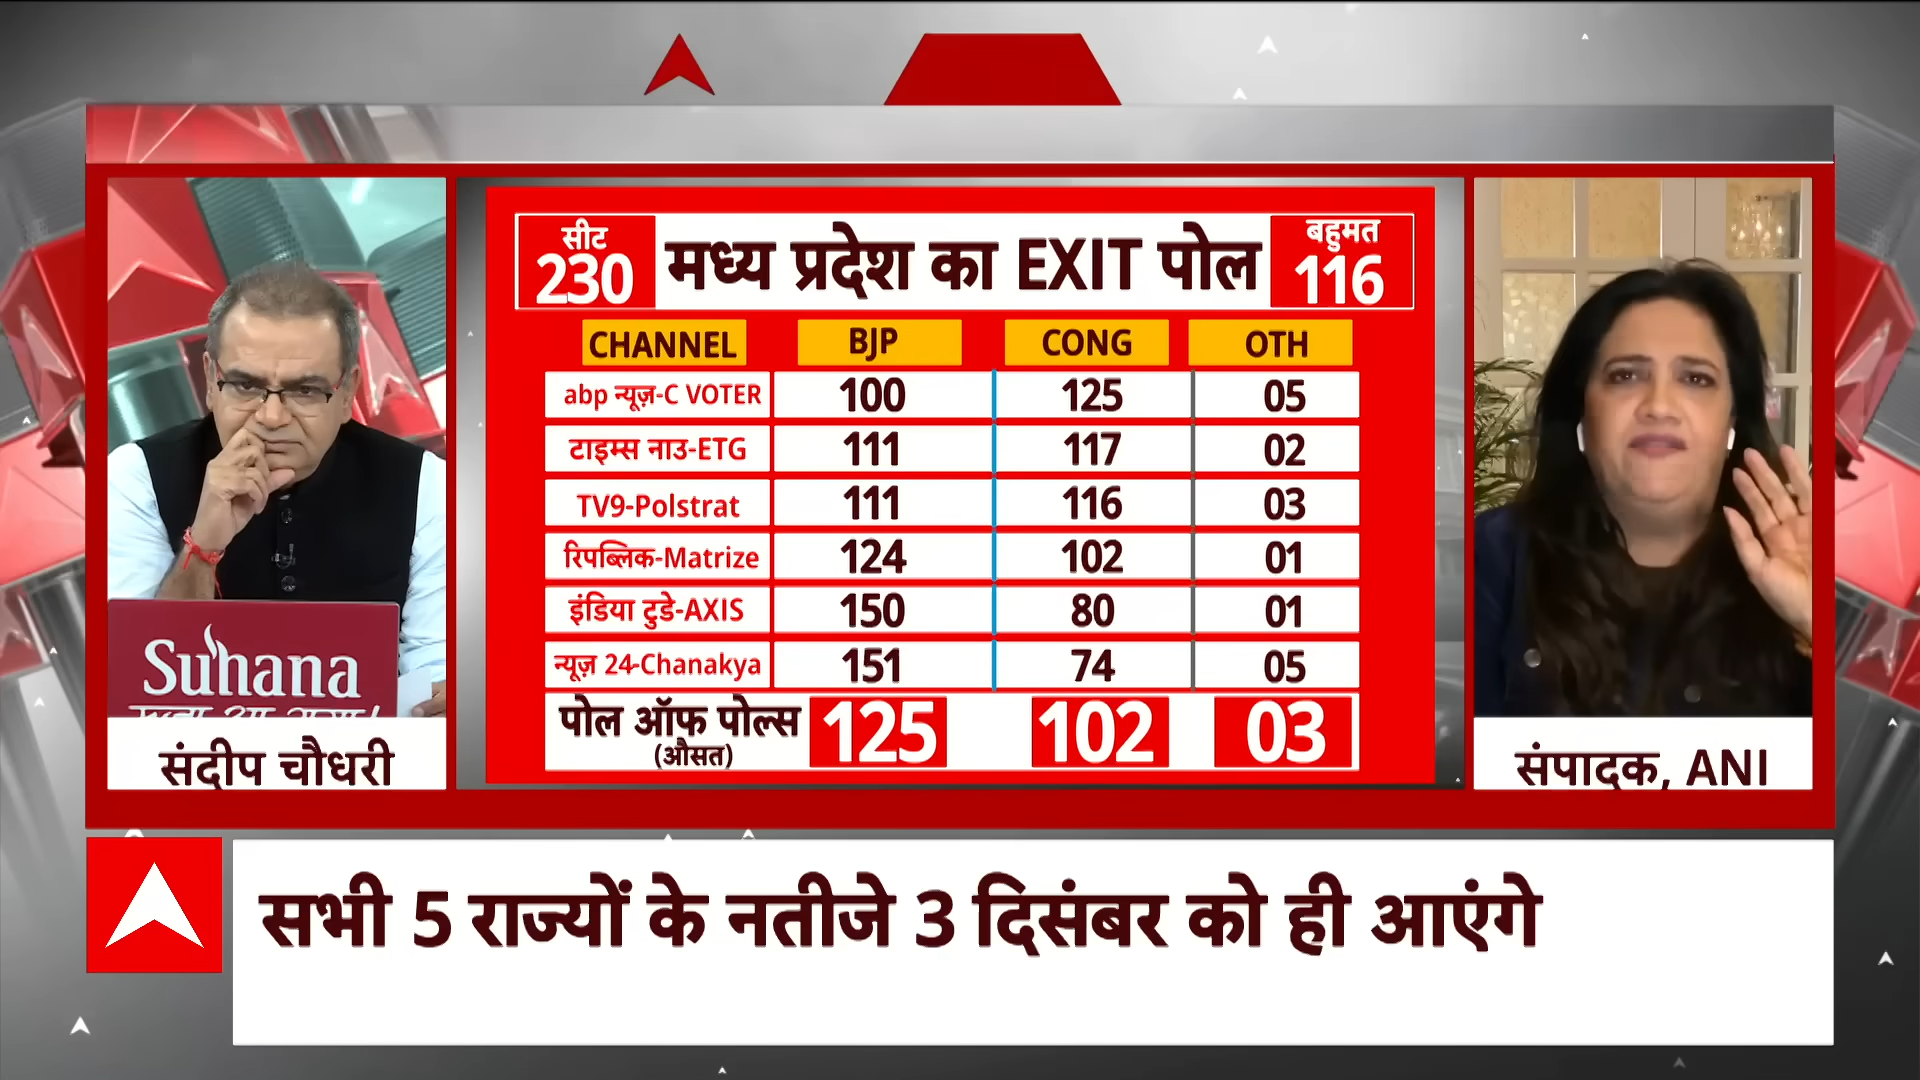 सीट
230
मध्य प्रदेश का EXIT पोल
बहुमत
116
CHANNEL BJP CONG OTH
abp न्यूज़-C VOTER 100 125 05
टाइम्स नाउ-ETG 111 117 02
TV9-Polstrat 111 116 03
रिपब्लिक-Matrize 124 102 01
इंडिया टुडे-AXIS 150 80 01
न्यूज़ 24-Chanakya 151 74 05
पोल ऑफ पोल्स 125 102 03
(औसत)
Suhana
संदीप चौधरी
संपादक, ANI
सभी 5 राज्यों के नतीजे 3 दिसंबर को ही आएंगे